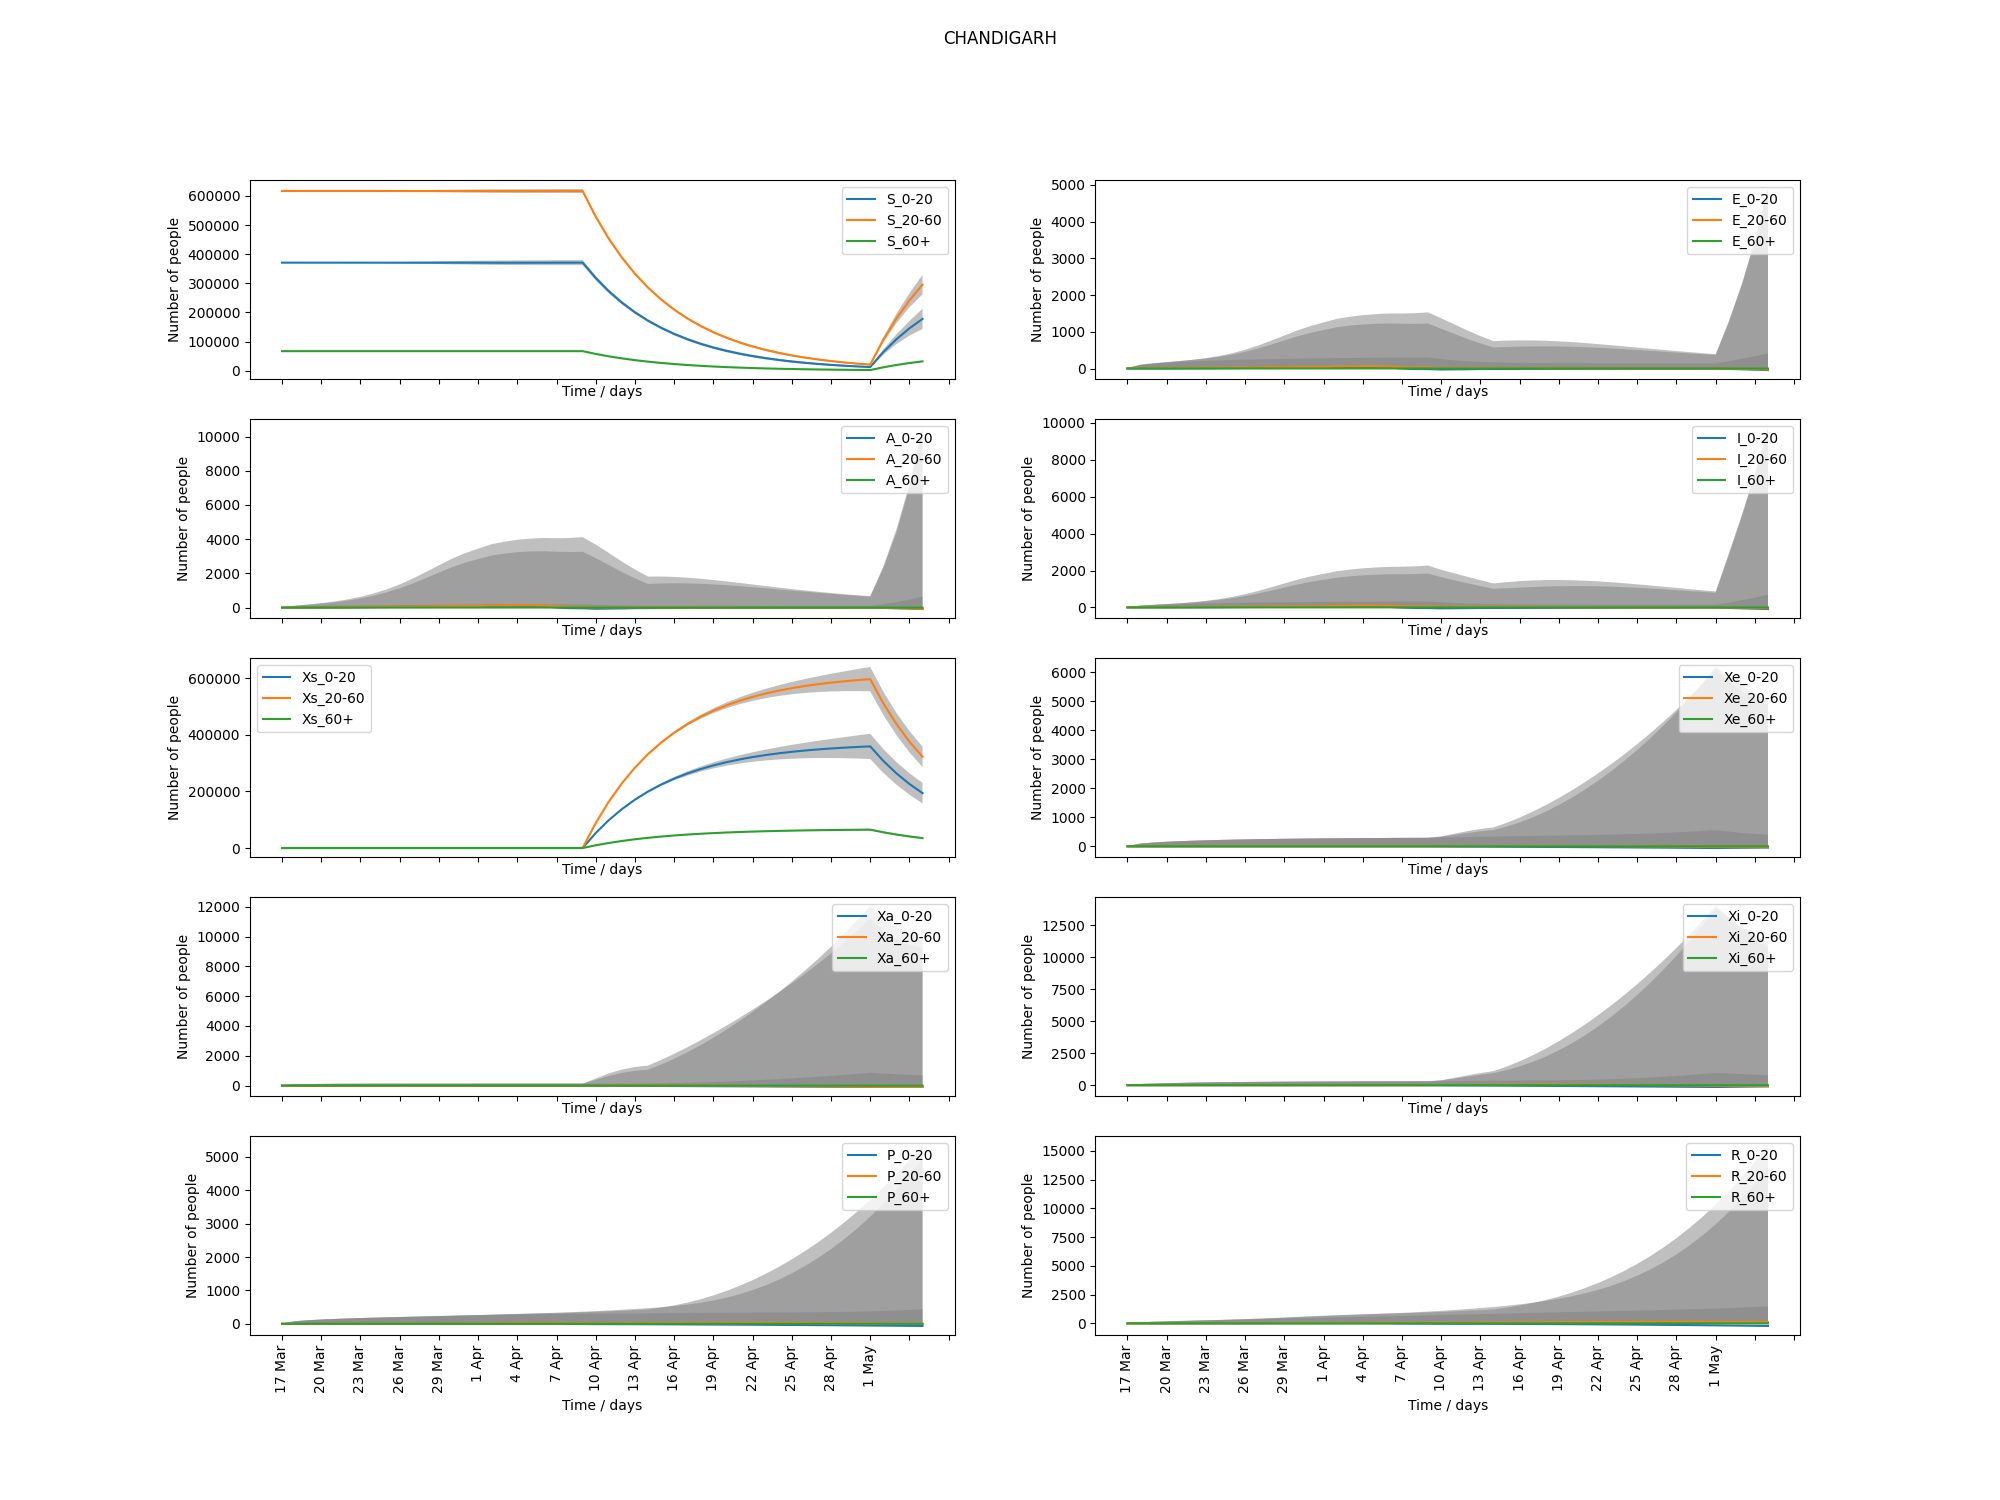 CHANDIGARH
Number of people
600000
500000
400000
300000
200000
100000
0
S_0-20
S_20-60
S_60+
Time / days
Number of people
5000
4000
3000
2000
1000
0
E_0-20
E_20-60
E_60+
Time / days
Number of people
10000
8000
6000
4000
2000
0
A_0-20
A_20-60
A_60+
Time / days
Number of people
10000
8000
6000
4000
2000
0
I_0-20
I_20-60
I_60+
Time / days
Number of people
600000
400000
200000
0
Xs_0-20
Xs_20-60
Xs_60+
Time / days
Number of people
6000
5000
4000
3000
2000
1000
0
Xe_0-20
Xe_20-60
Xe_60+
Time / days
Number of people
12000
10000
8000
6000
4000
2000
0
Xa_0-20
Xa_20-60
Xa_60+
Time / days
Number of people
12500
10000
7500
5000
2500
0
Xi_0-20
Xi_20-60
Xi_60+
Time / days
Number of people
5000
4000
3000
2000
1000
0
P_0-20
P_20-60
P_60+
17 Mar
20 Mar
23 Mar
26 Mar
29 Mar
1 Apr
4 Apr
7 Apr
10 Apr
13 Apr
16 Apr
19 Apr
22 Apr
25 Apr
28 Apr
1 May
Time / days
Number of people
15000
12500
10000
7500
5000
2500
0
R_0-20
R_20-60
R_60+
17 Mar
20 Mar
23 Mar
26 Mar
29 Mar
1 Apr
4 Apr
7 Apr
10 Apr
13 Apr
16 Apr
19 Apr
22 Apr
25 Apr
28 Apr
1 May
Time / days